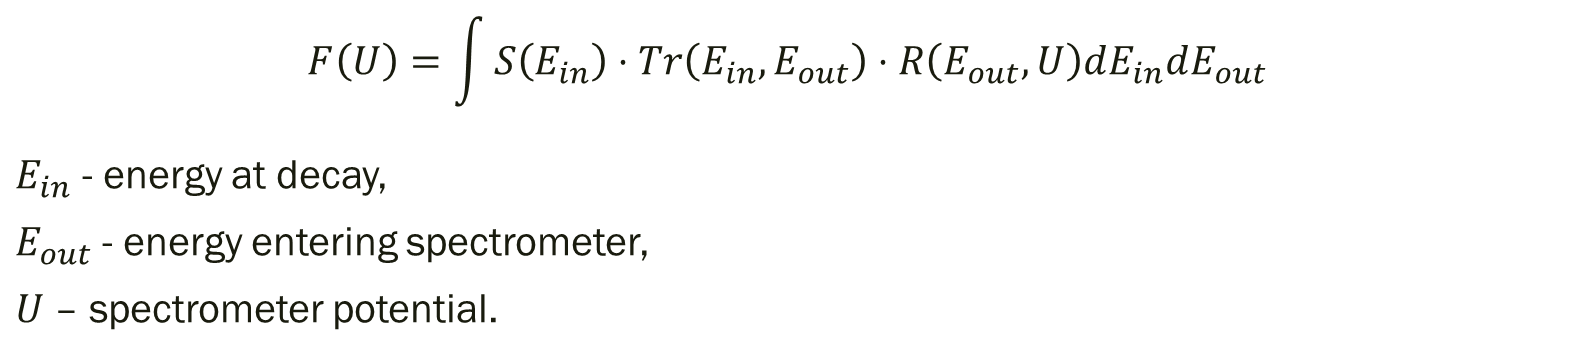 F(U) = ∫ S(E_in) · Tr(E_in, E_out) · R(E_out, U)dE_in dE_out
E_in - energy at decay,
E_out - energy entering spectrometer,
U – spectrometer potential.